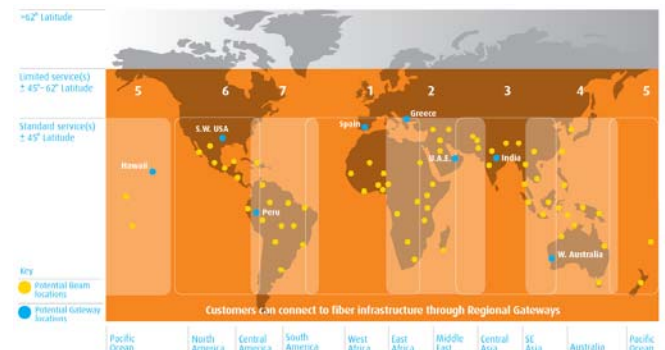 >62° Latitude
Limited service(s)
± 45°-62° Latitude
5 6 7 1 2 3 4 5
Standard service(s)
± 45° Latitude
Spain
Greece
S.W. USA
Hawaii
U.A.E.
India
Peru
W. Australia
Key
Potential Beam
locations
Potential Gateway
locations
Customers can connect to fiber infrastructure through Regional Gateways
Pacific
Ocean
North
America
Central
America
South
America
West
Africa
East
Africa
Middle
East
Central
Asia
SE
Asia
Australia
Pacific
Ocean